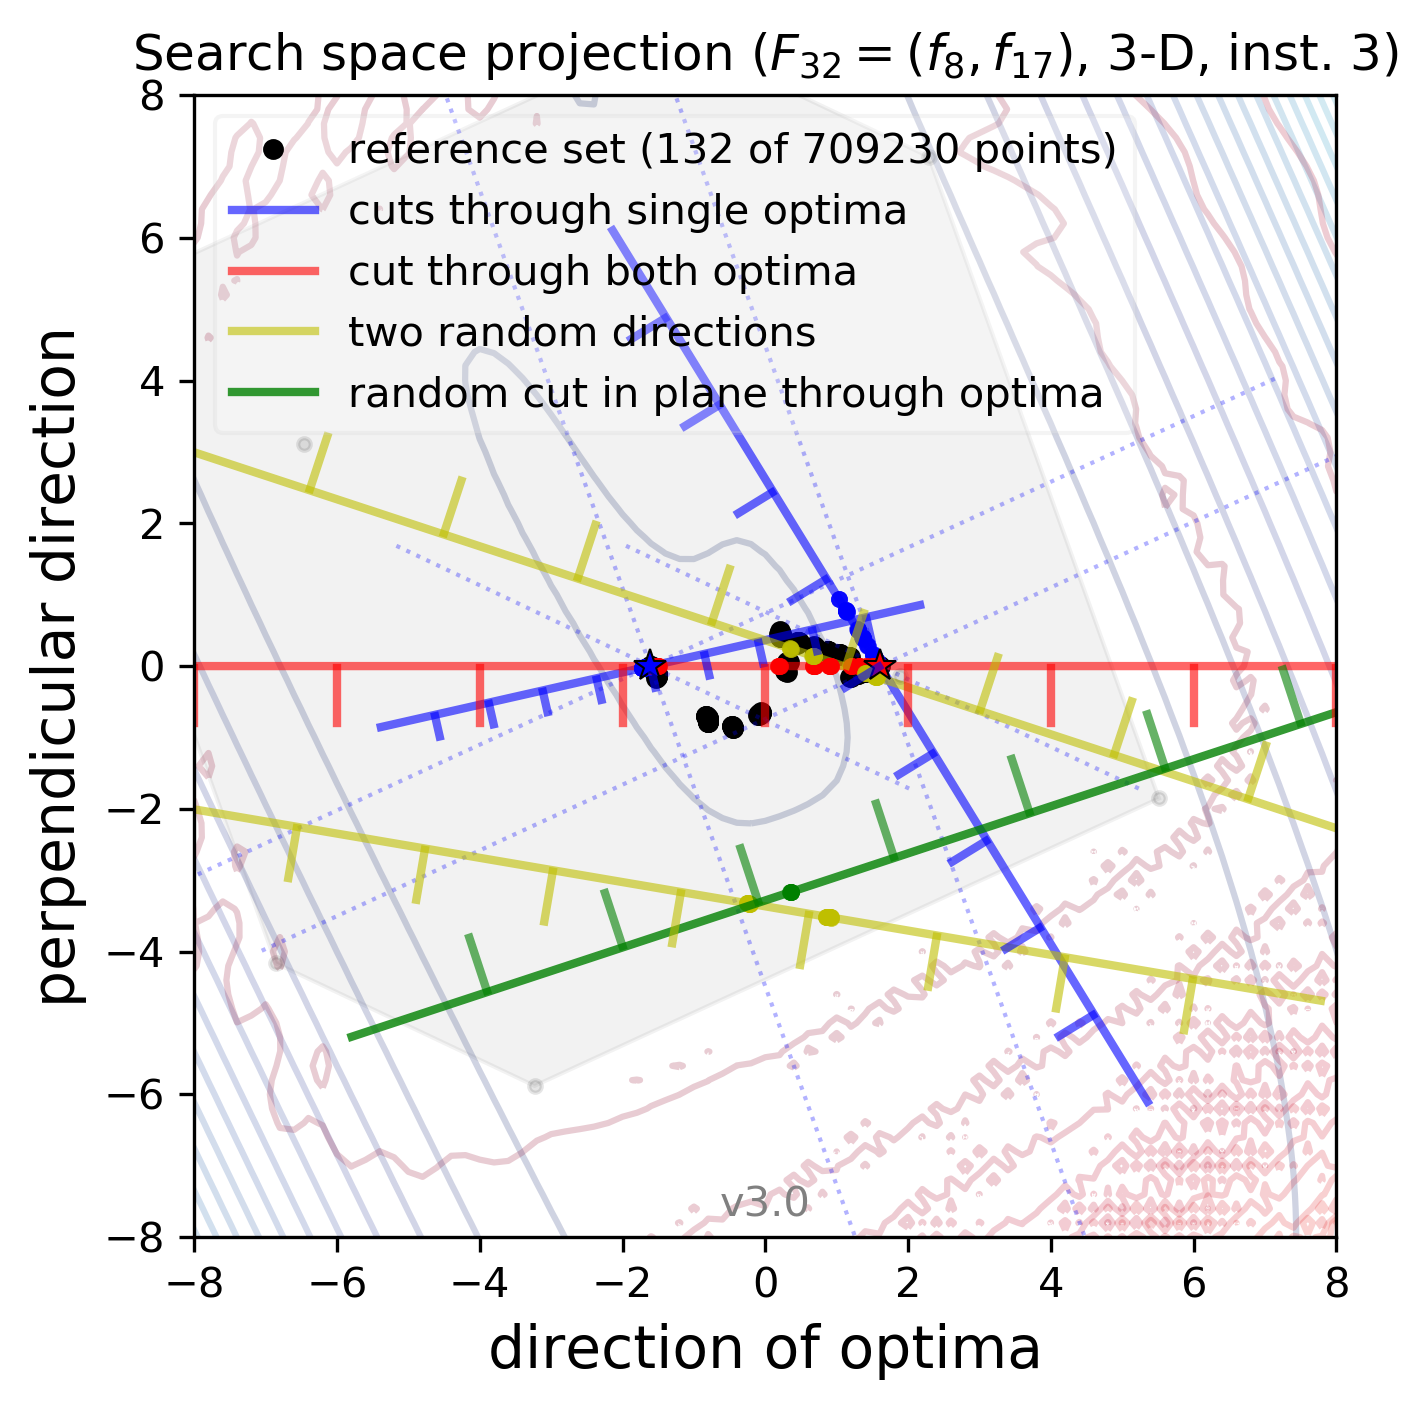 Search space projection (F32 = (f8, f17), 3-D, inst. 3)
8
reference set (132 of 709230 points)
cuts through single optima
6
cut through both optima
two random directions
4
random cut in plane through optima
2
0
−2
−4
−6
−8
perpendicular direction
v3.0
−8 −6 −4 −2 0 2 4 6 8
direction of optima